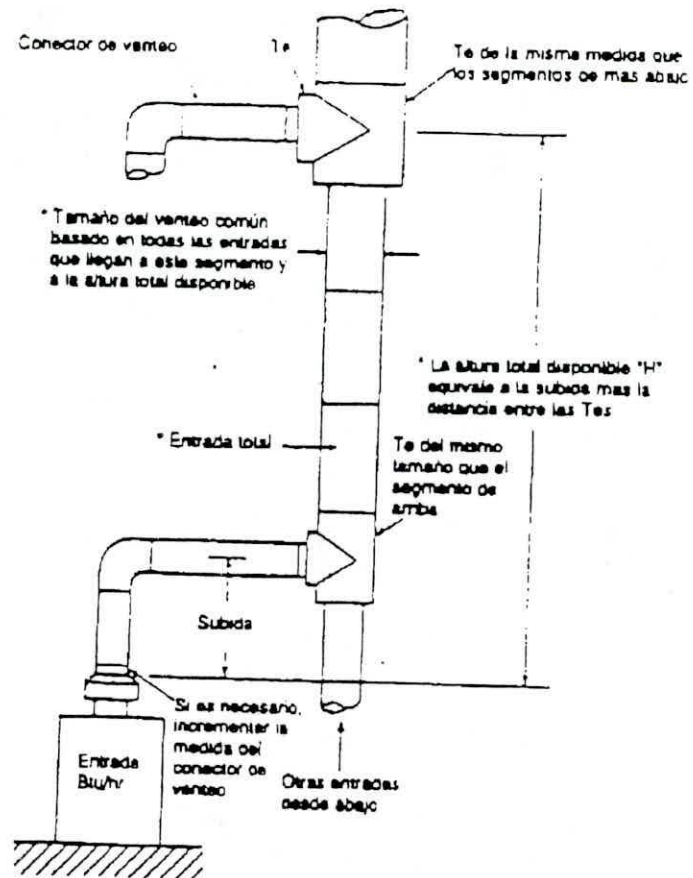 Conector de venteo
Te
Te de la misma medida que
los segmentos de mas abajo
* Tamaño del venteo común
basado en todas las entradas
que llegan a este segmento y
a la altura total disponible
* La altura total disponible "H"
equivale a la subida mas la
distancia entre las Tes
* Entrada total
Te del mismo
tamaño que el
segmento de
arriba
Subida
Si es necesario,
incrementar la
medida del
conector de
venteo
Entrada
Btu/hr
Otras entradas
desde abajo